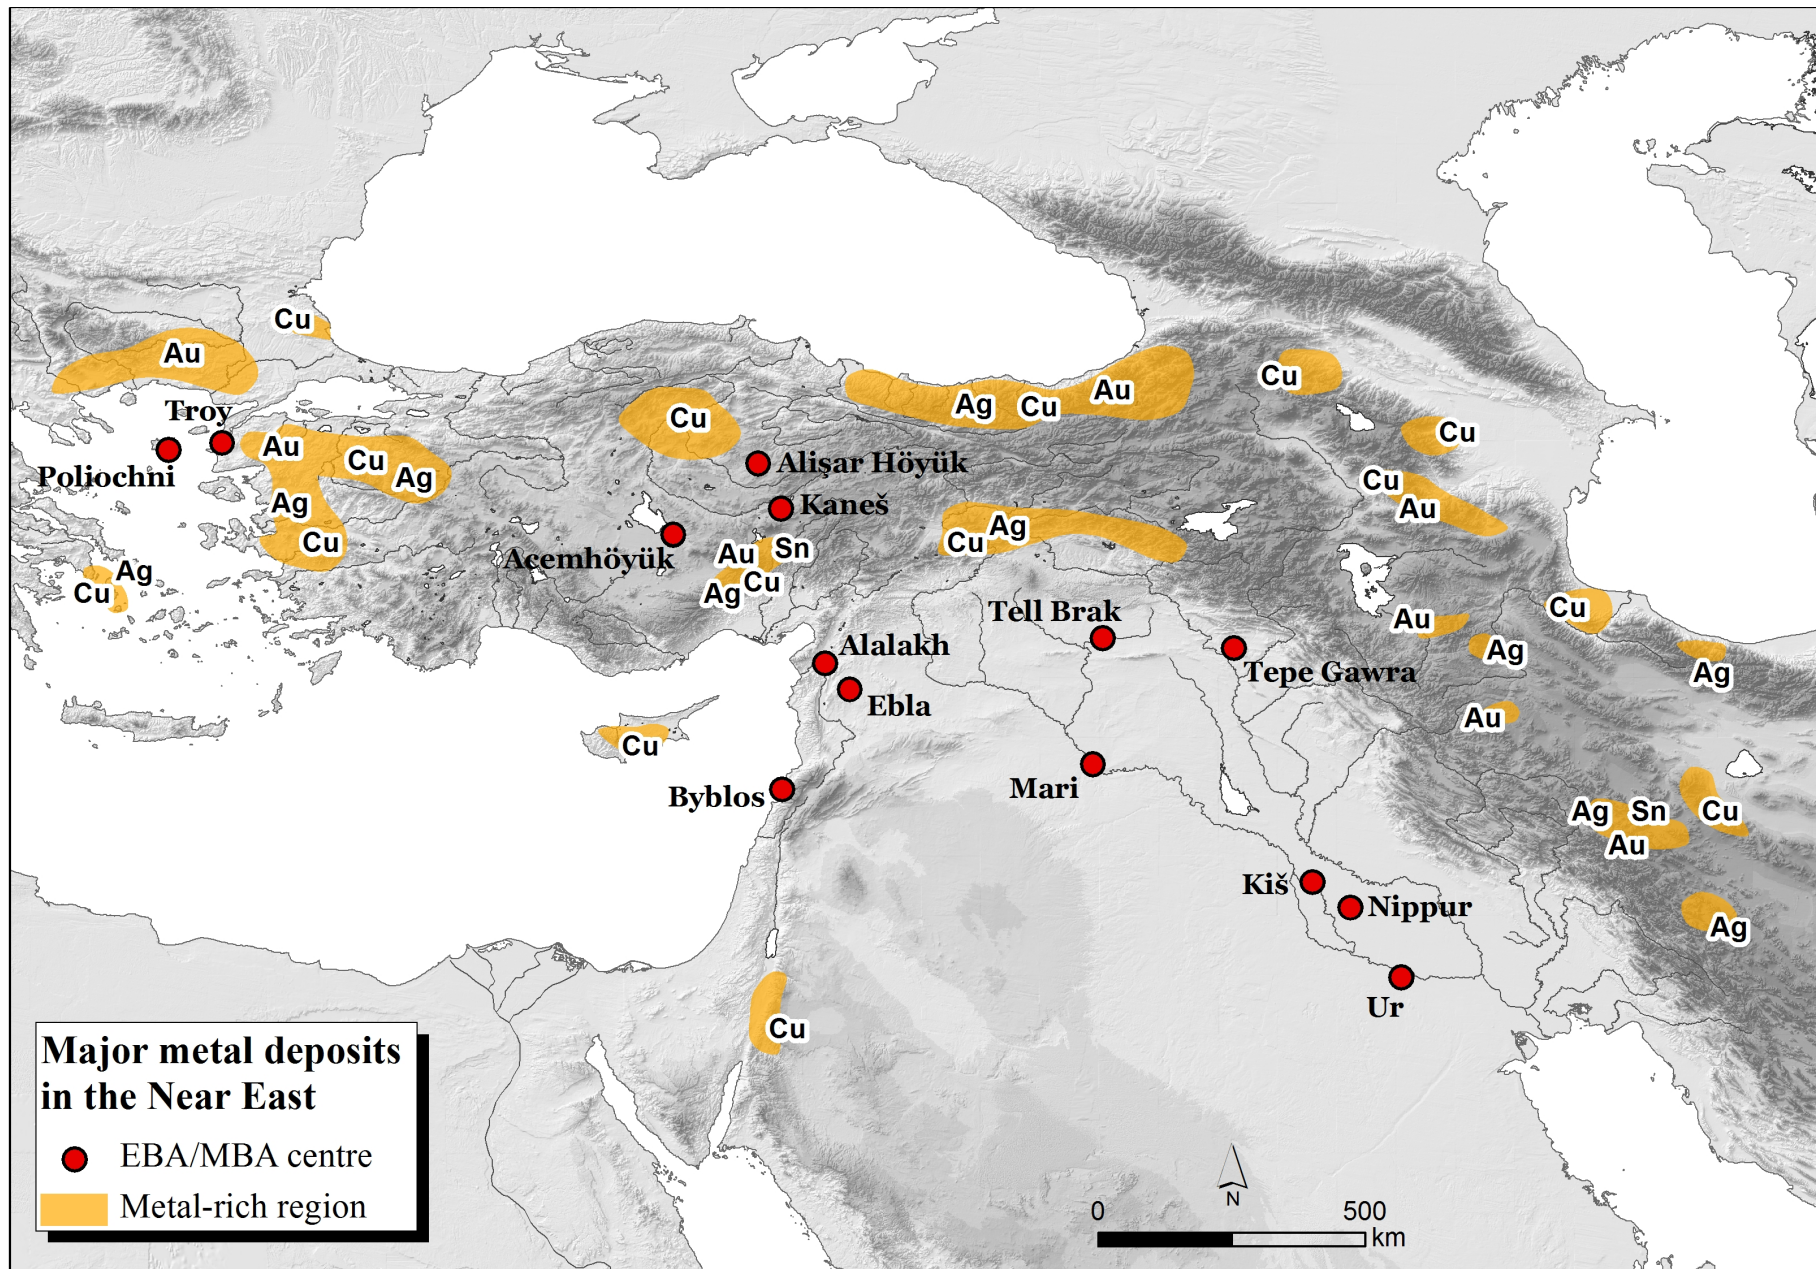 Cu
Au
Troy
Poliochni
Au
Cu
Ag
Ag
Cu
Ag
Cu
Cu
Ag
Cu
Au
Cu
Cu
Alişar Höyük
Kaneš
Acemhöyük
Au
Sn
Ag
Cu
Cu
Ag
Cu
Au
Tell Brak
Tepe Gawra
Alalakh
Ebla
Au
Ag
Cu
Ag
Au
Cu
Byblos
Mari
Ag
Sn
Cu
Au
Kiš
Nippur
Ag
Ur
Cu
Major metal deposits
in the Near East
EBA/MBA centre
Metal-rich region
N
0
500
km